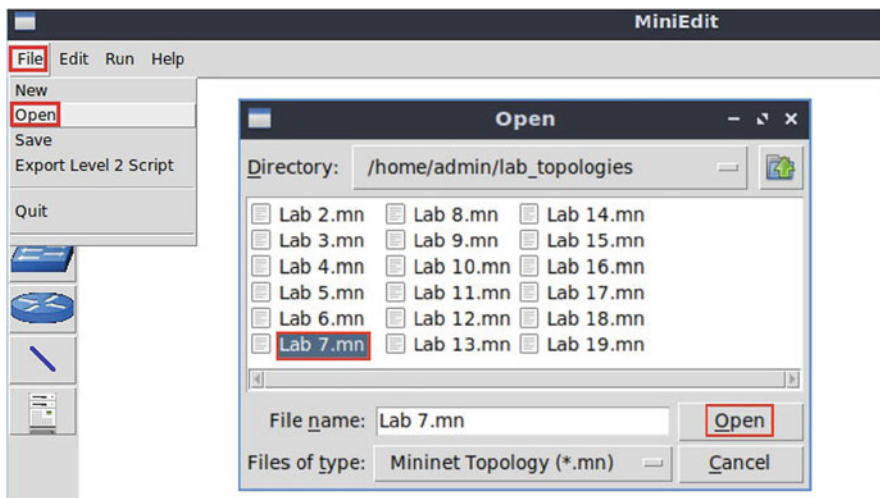 MiniEdit
File Edit Run Help
New
Open
Save
Export Level 2 Script
Quit
Open
Directory: /home/admin/lab_topologies
Lab 2.mn Lab 8.mn Lab 14.mn
Lab 3.mn Lab 9.mn Lab 15.mn
Lab 4.mn Lab 10.mn Lab 16.mn
Lab 5.mn Lab 11.mn Lab 17.mn
Lab 6.mn Lab 12.mn Lab 18.mn
Lab 7.mn Lab 13.mn Lab 19.mn
File name: Lab 7.mn Open
Files of type: Mininet Topology (*.mn) Cancel